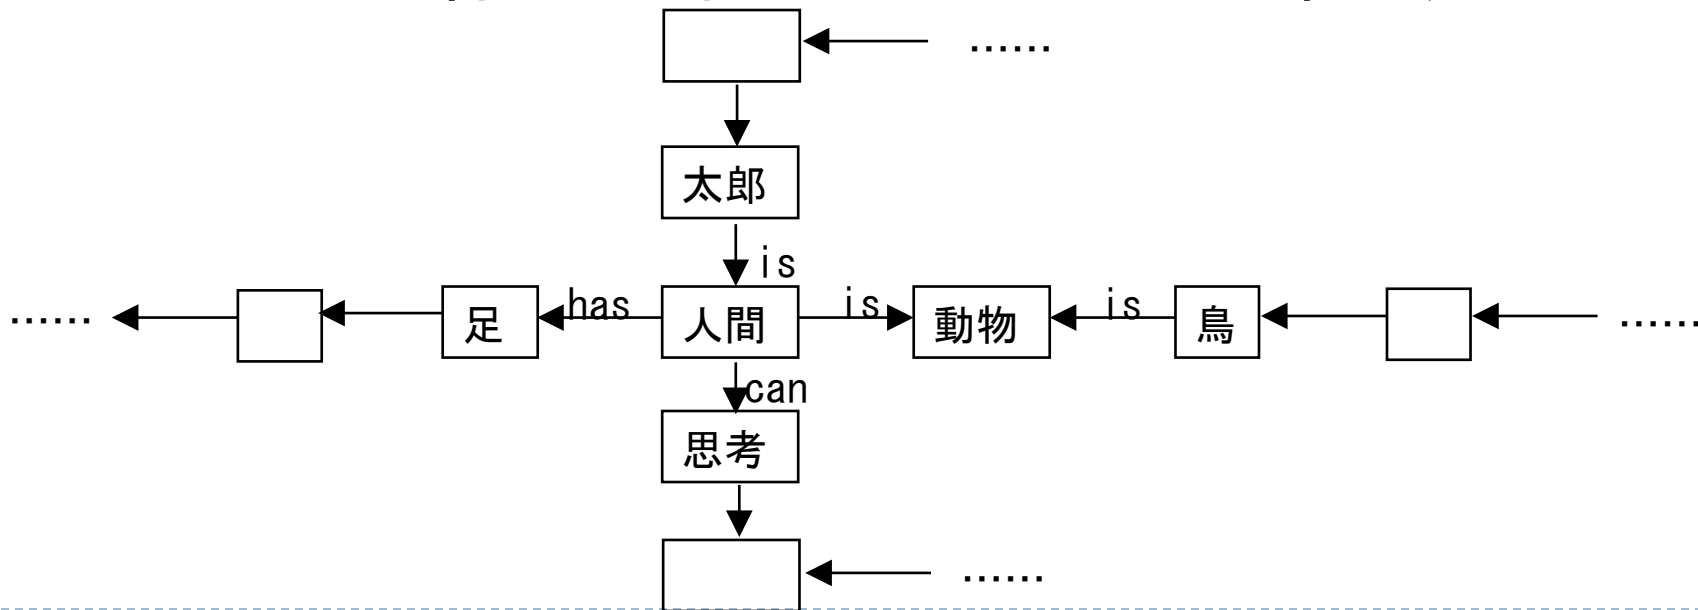 ……
太郎
is
…… 足 has 人間 is 動物 is 鳥 ……
can
思考
……